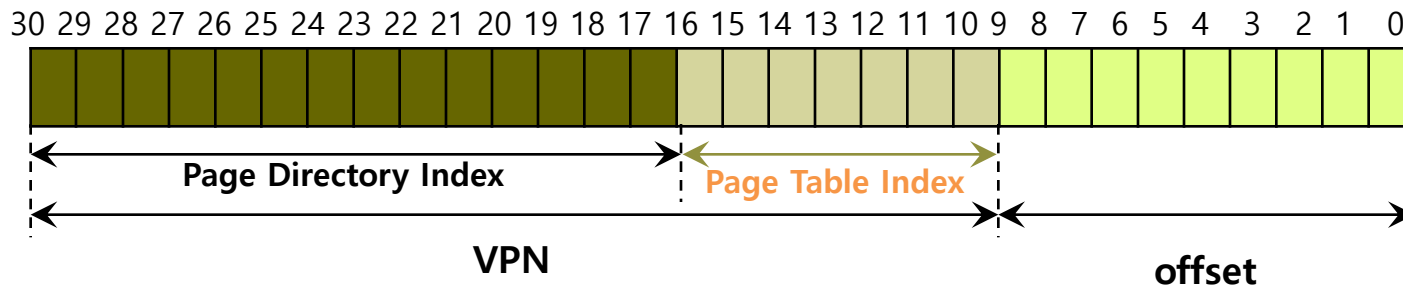 30 29 28 27 26 25 24 23 22 21 20 19 18 17 16 15 14 13 12 11 10 9 8 7 6 5 4 3 2 1 0
Page Directory Index
Page Table Index
VPN
offset